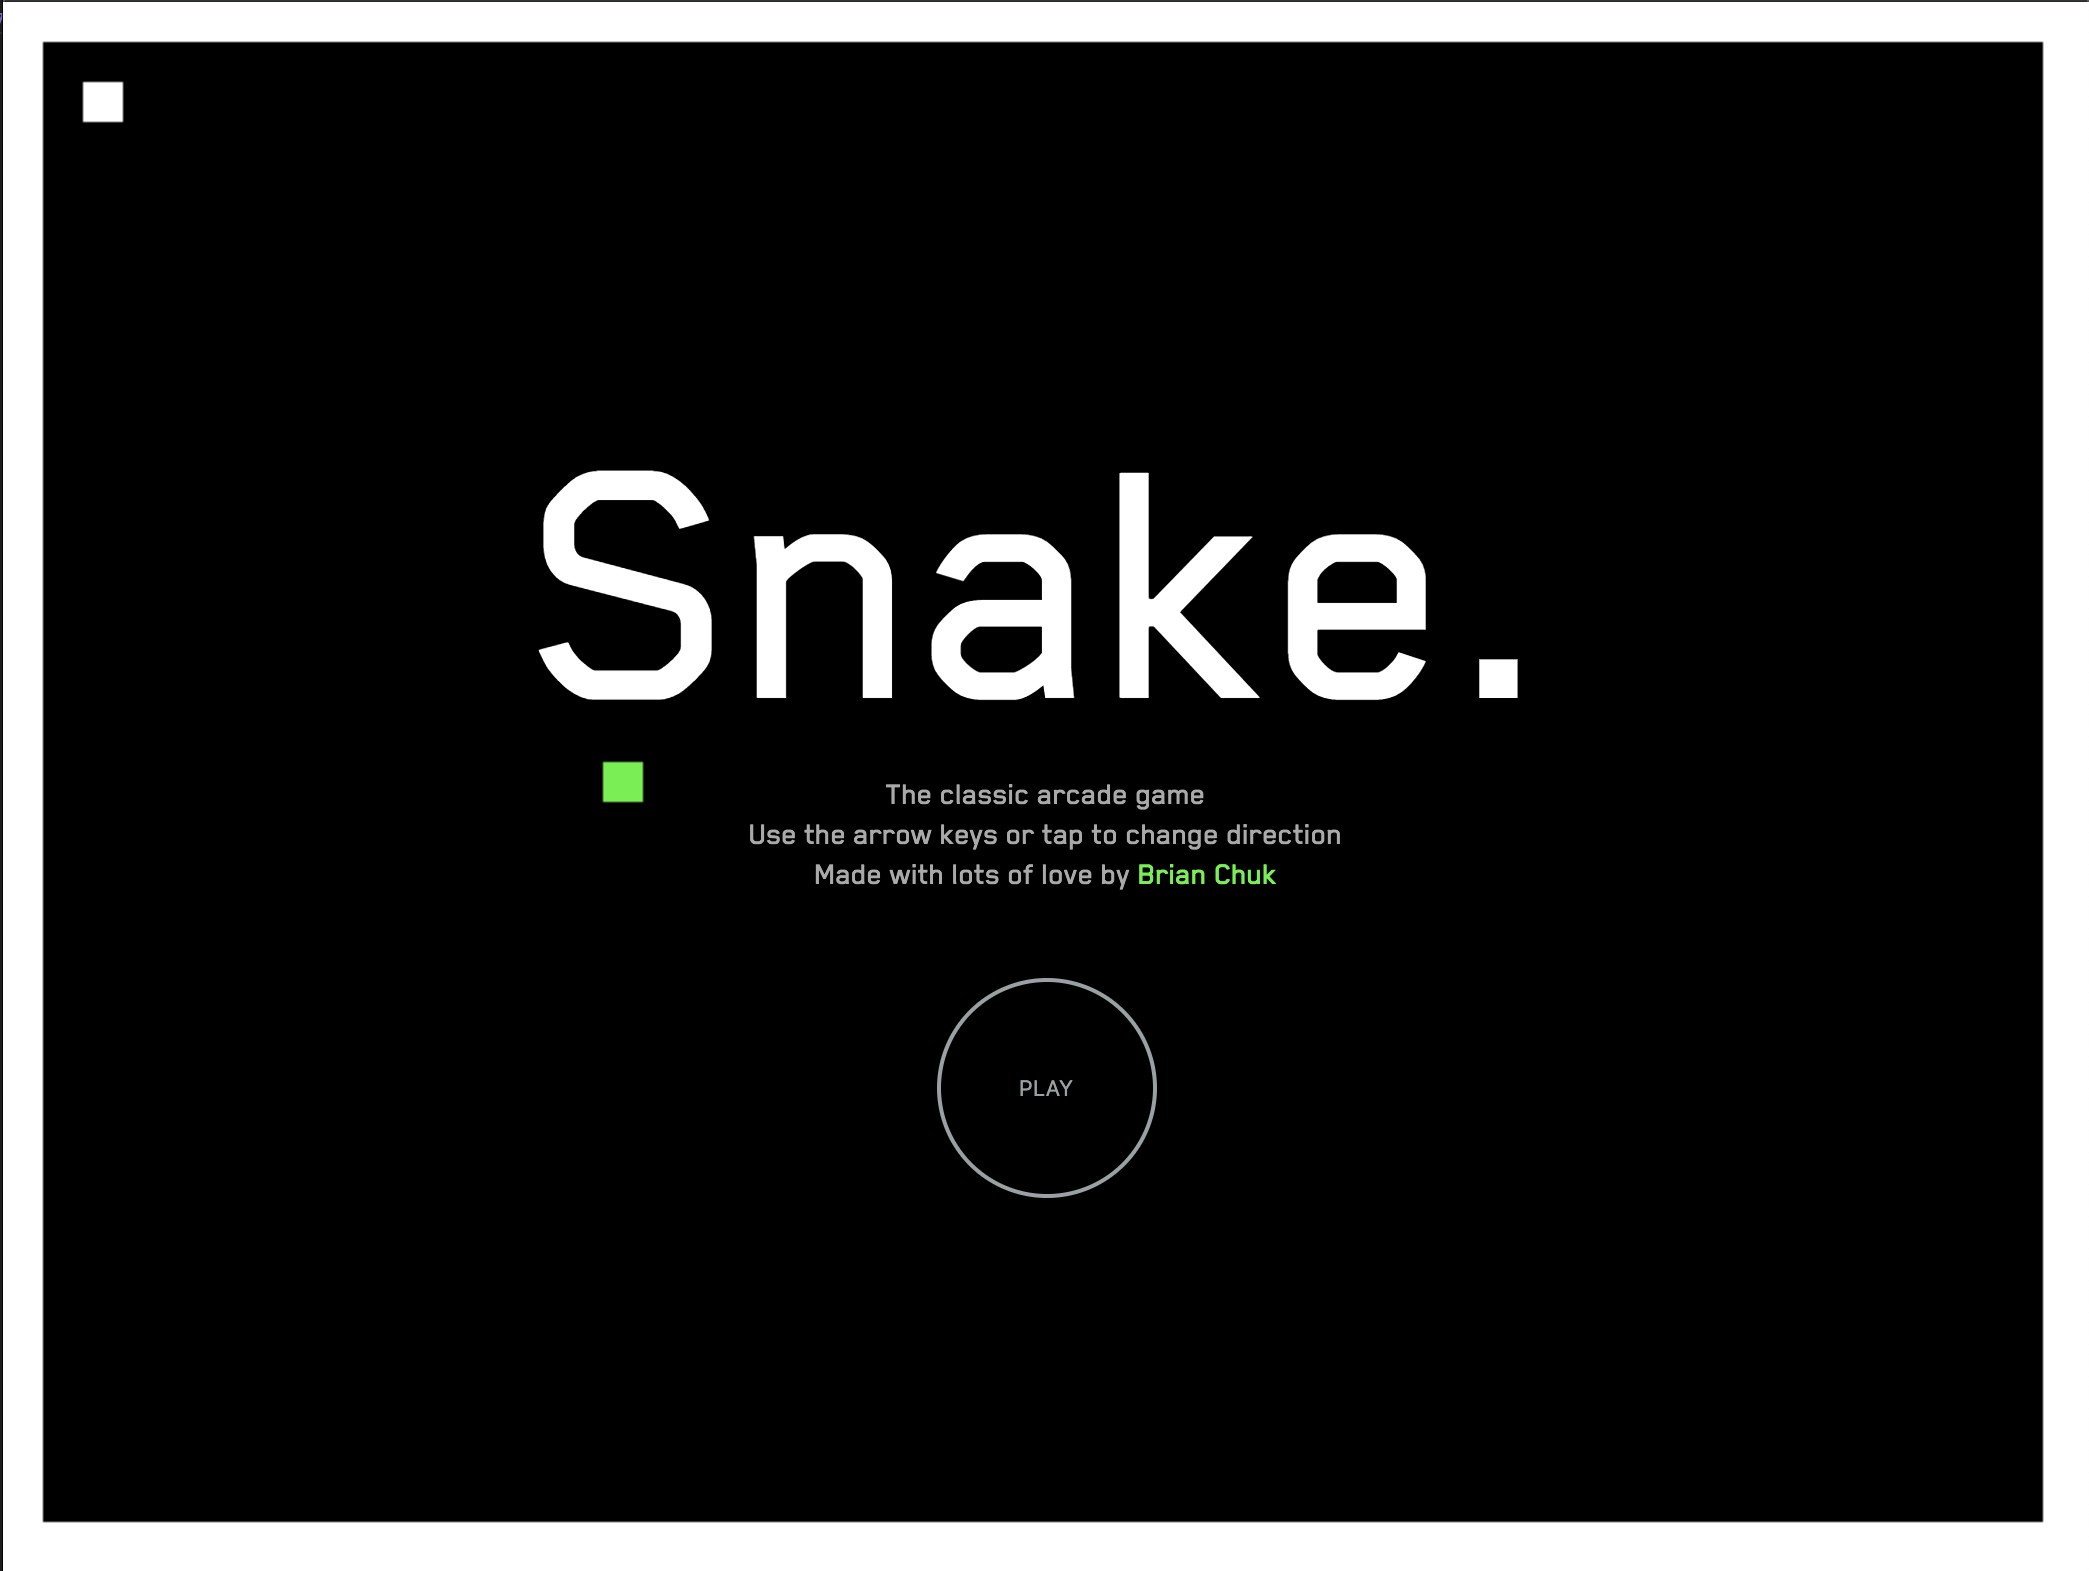 Snake.
The classic arcade game
Use the arrow keys or tap to change direction
Made with lots of love by Brian Chuk
PLAY